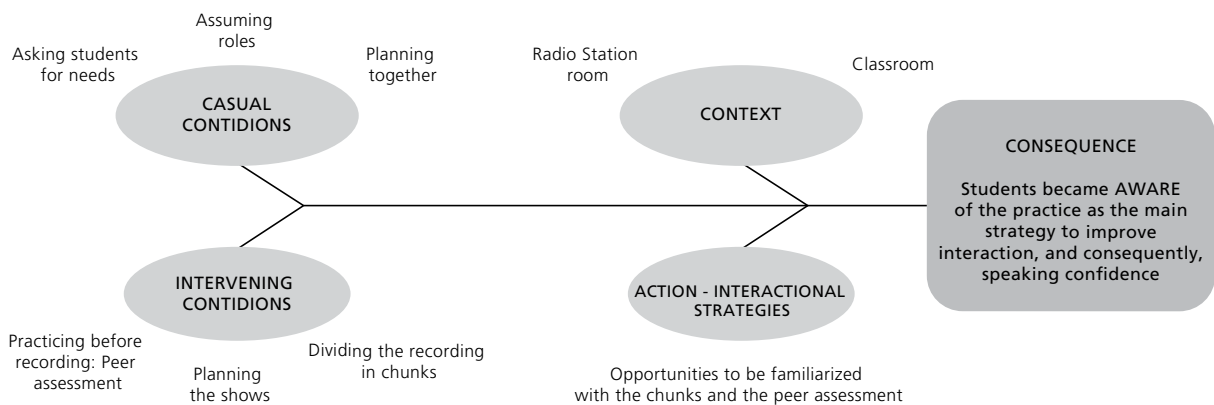 Assuming
roles
Asking students
for needs
Planning
together
CASUAL
CONTIDIONS
Radio Station
room
Classroom
CONTEXT
CONSEQUENCE
Students became AWARE
of the practice as the main
strategy to improve
interaction, and consequently,
speaking confidence
INTERVENING
CONTIDIONS
Practicing before
recording: Peer
assessment
Planning
the shows
Dividing the recording
in chunks
ACTION - INTERACTIONAL
STRATEGIES
Opportunities to be familiarized
with the chunks and the peer assessment